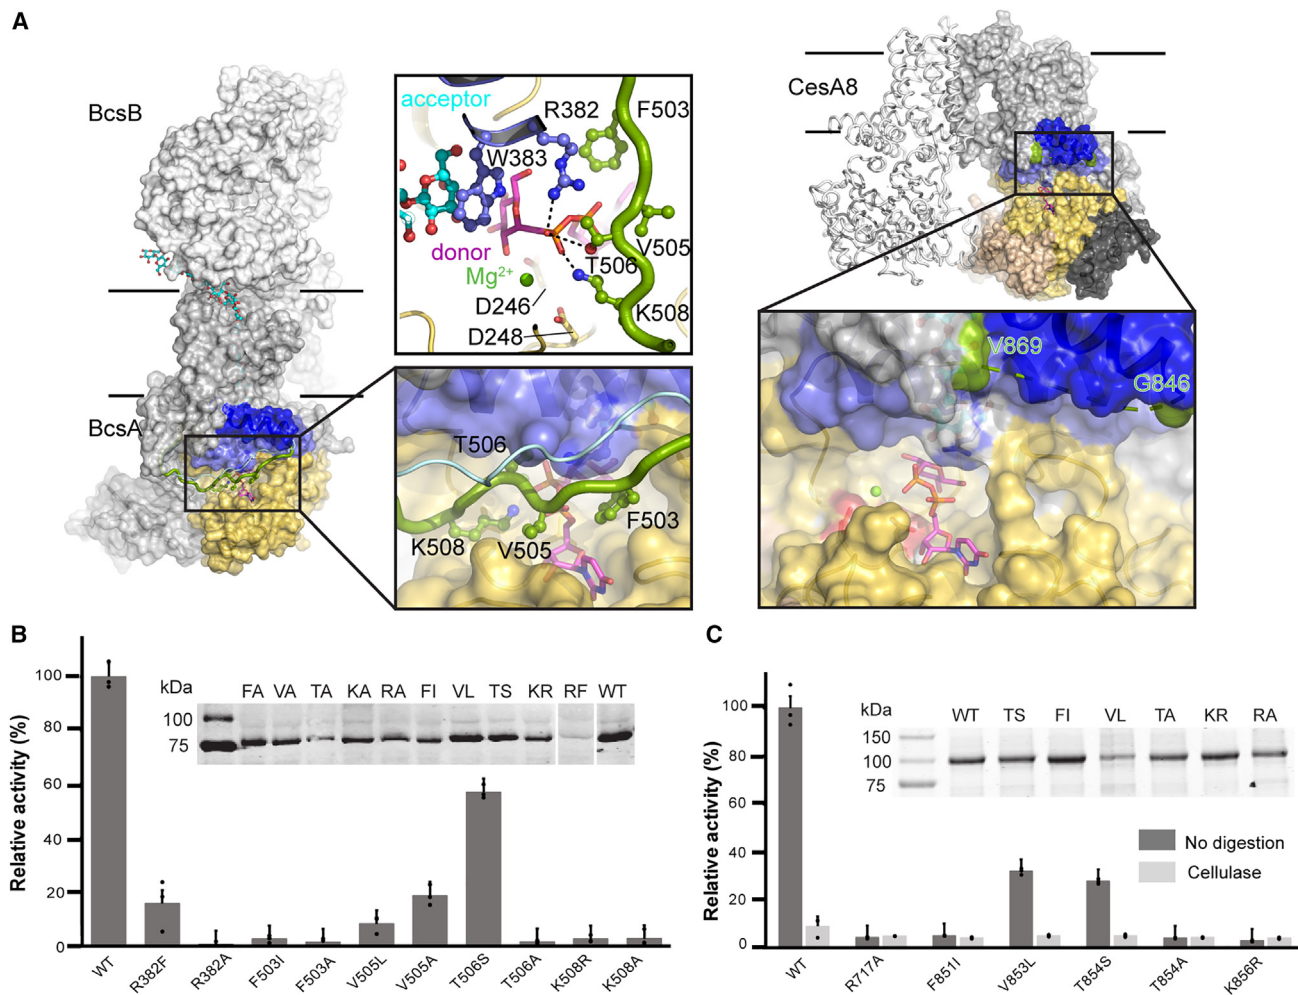 A
BcsB
BcsA
acceptor
R382
F503
W383
donor
V505
T506
Mg2+
D246
K508
D248
T506
K508
V505
F503
CesA8
V869
G846
B
Relative activity (%)
100
80
60
40
20
0
kDa
100
75
FA VA TA KA RA FI VL TS KR RF WT
WT R382F R382A F503I F503A V505L V505A T506S T506A K508R K508A
C
Relative activity (%)
100
80
60
40
20
0
kDa
150
100
75
WT TS FI VL TA KR RA
No digestion
Cellulase
WT R717A F851I V853L T854S T854A K856R